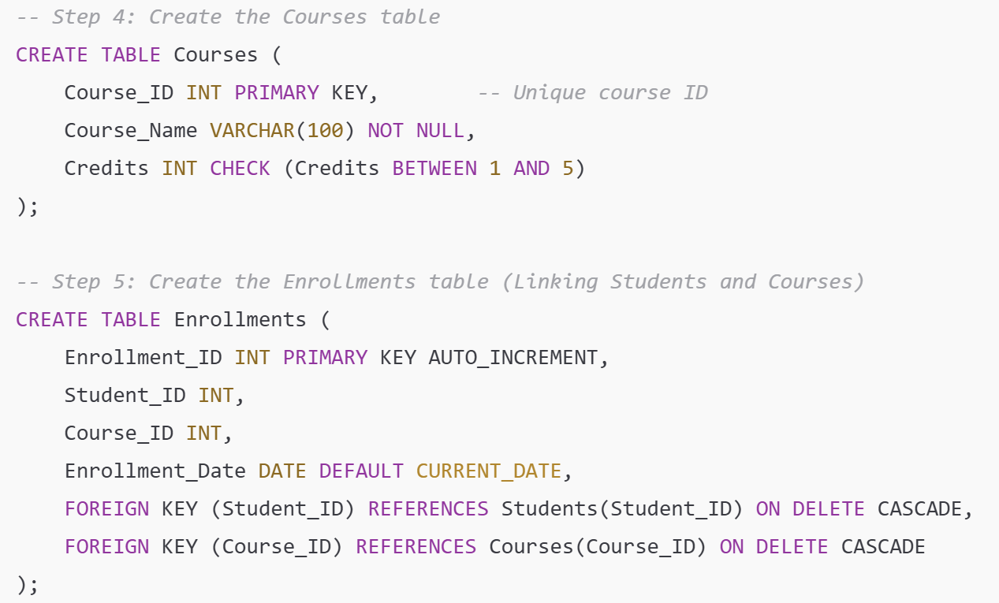 -- Step 4: Create the Courses table
CREATE TABLE Courses (
    Course_ID INT PRIMARY KEY,        -- Unique course ID
    Course_Name VARCHAR(100) NOT NULL,
    Credits INT CHECK (Credits BETWEEN 1 AND 5)
);

-- Step 5: Create the Enrollments table (Linking Students and Courses)
CREATE TABLE Enrollments (
    Enrollment_ID INT PRIMARY KEY AUTO_INCREMENT,
    Student_ID INT,
    Course_ID INT,
    Enrollment_Date DATE DEFAULT CURRENT_DATE,
    FOREIGN KEY (Student_ID) REFERENCES Students(Student_ID) ON DELETE CASCADE,
    FOREIGN KEY (Course_ID) REFERENCES Courses(Course_ID) ON DELETE CASCADE
);